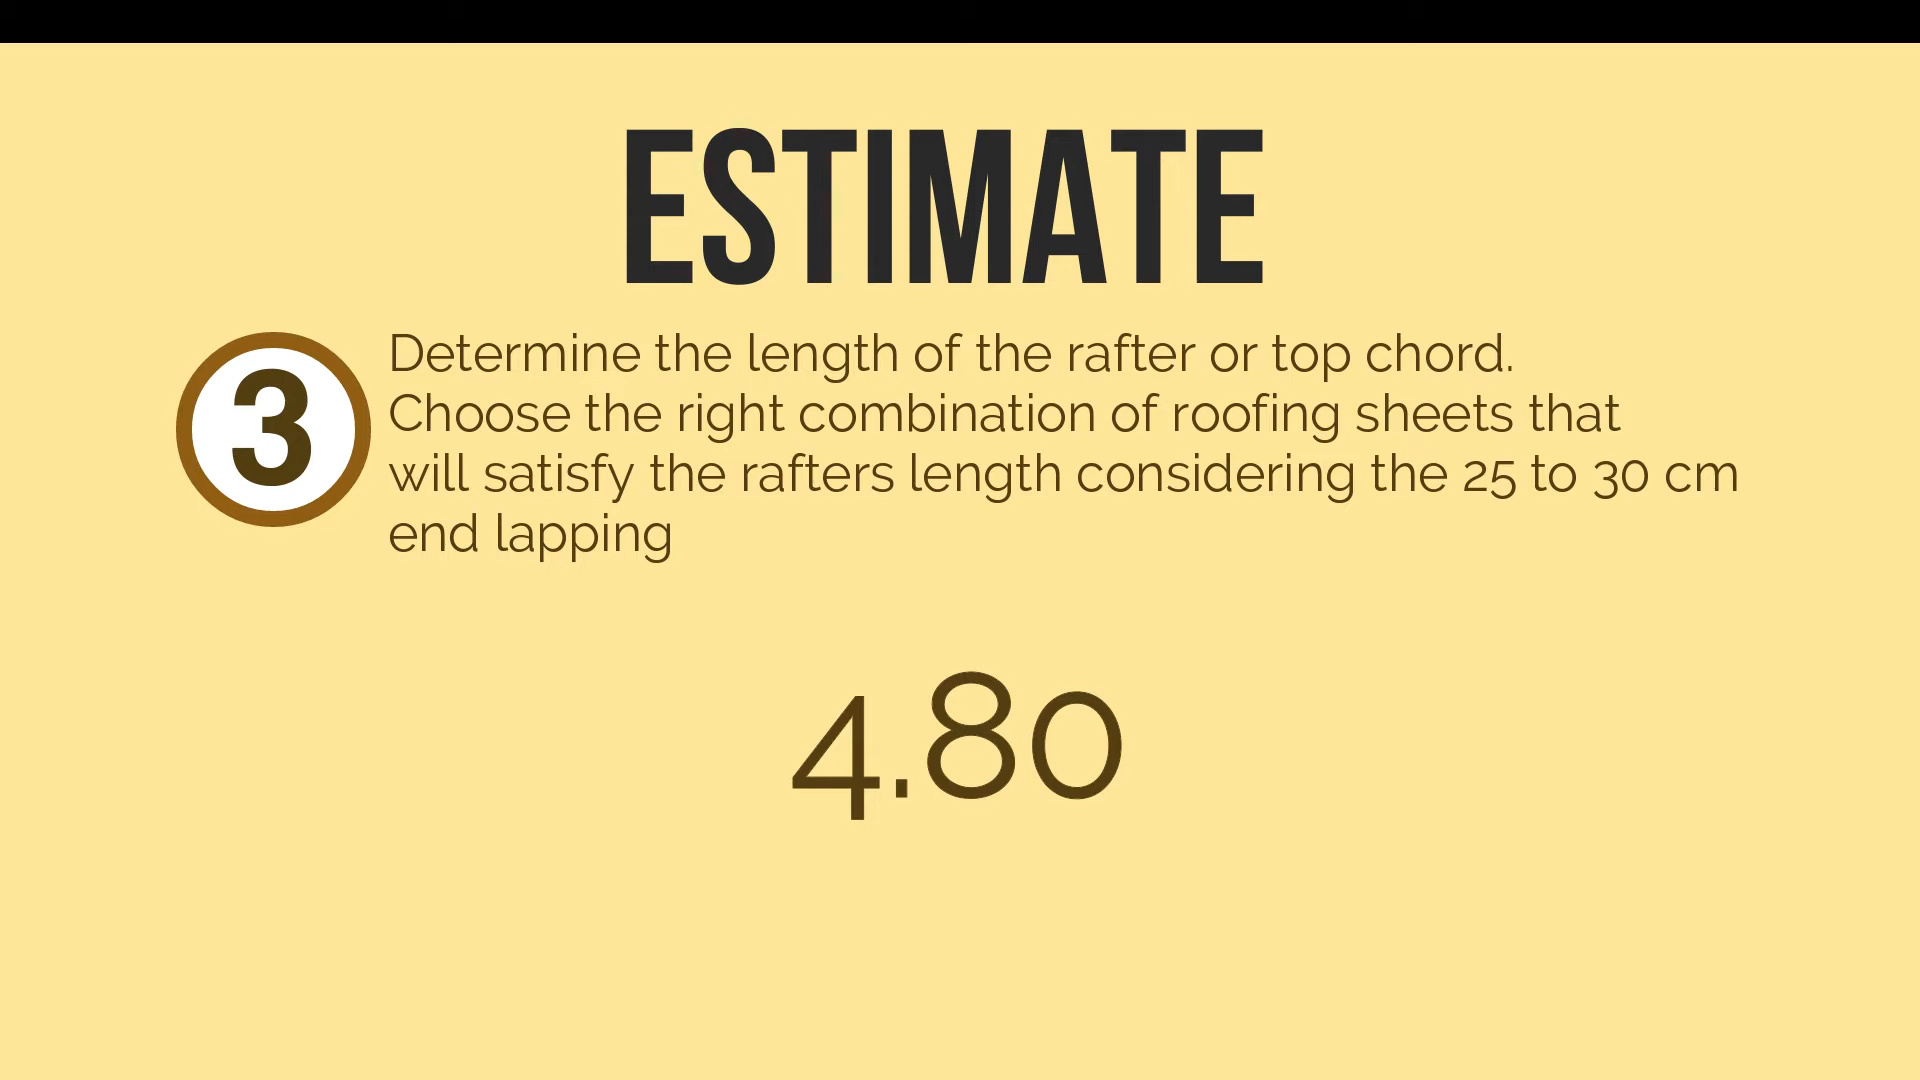 ESTIMATE
3
Determine the length of the rafter or top chord.
Choose the right combination of roofing sheets that
will satisfy the rafters length considering the 25 to 30 cm
end lapping
4.80